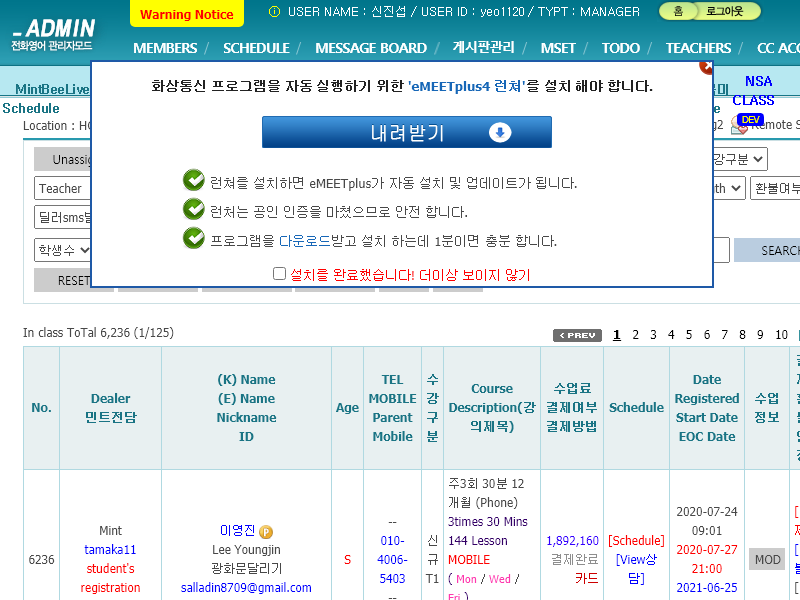 ADMIN
전화영어 관리자모드
Warning Notice
USER NAME : 신진섭 / USER ID : yeo1120 / TYPT : MANAGER
홈 로그아웃
MEMBERS / SCHEDULE / MESSAGE BOARD / 게시판관리 / MSET / TODO / TEACHERS / CC AC
MintBeeLive
NSA
CLASS
DEV
Schedule
Location : HO
Remote S
화상통신 프로그램을 자동 실행하기 위한 'eMEETplus4 런쳐'를 설치 해야 합니다.
내려받기
런쳐를 설치하면 eMEETplus가 자동 설치 및 업데이트가 됩니다.
런쳐는 공인 인증을 마쳤으므로 안전 합니다.
프로그램을 다운로드받고 설치 하는데 1분이면 충분 합니다.
설치를 완료했습니다! 더이상 보이지 않기
Unassig
강구분
Teacher
th
환불여부
딜러sms발
학생수
SEARC
RESET
In class ToTal 6,236 (1/125)
PREV 1 2 3 4 5 6 7 8 9 10
No.
Dealer
민트전담
(K) Name
(E) Name
Nickname
ID
Age
TEL
MOBILE
Parent
Mobile
수
강
구
분
Course
Description(강
의제목)
수업료
결제여부
결제방법
Schedule
Date
Registered
Start Date
EOC Date
수업
정보
6236
Mint
tamaka11
student's
registration
이영진 P
Lee Youngjin
광화문달리기
salladin8709@gmail.com
S
--
010-
4006-
5403
--
신
규
T1
주3회 30분 12
개월 (Phone)
3times 30 Mins
144 Lesson
MOBILE
( Mon / Wed /
Fri )
1,892,160
결제완료
카드
[Schedule]
[View상
담]
2020-07-24
09:01
2020-07-27
21:00
2021-06-25
MOD